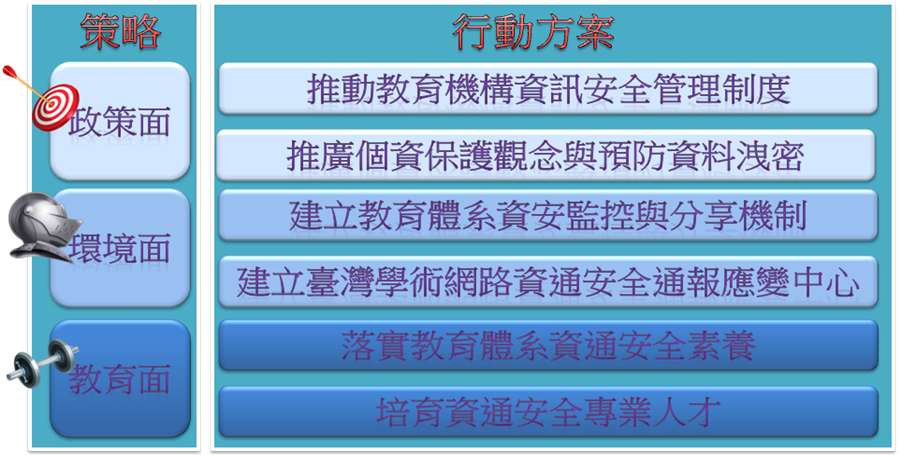 策略
行動方案
政策面
推動教育機構資訊安全管理制度
推廣個資保護觀念與預防資料洩密
環境面
建立教育體系資安監控與分享機制
建立臺灣學術網路資通安全通報應變中心
教育面
落實教育體系資通安全素養
培育資通安全專業人才